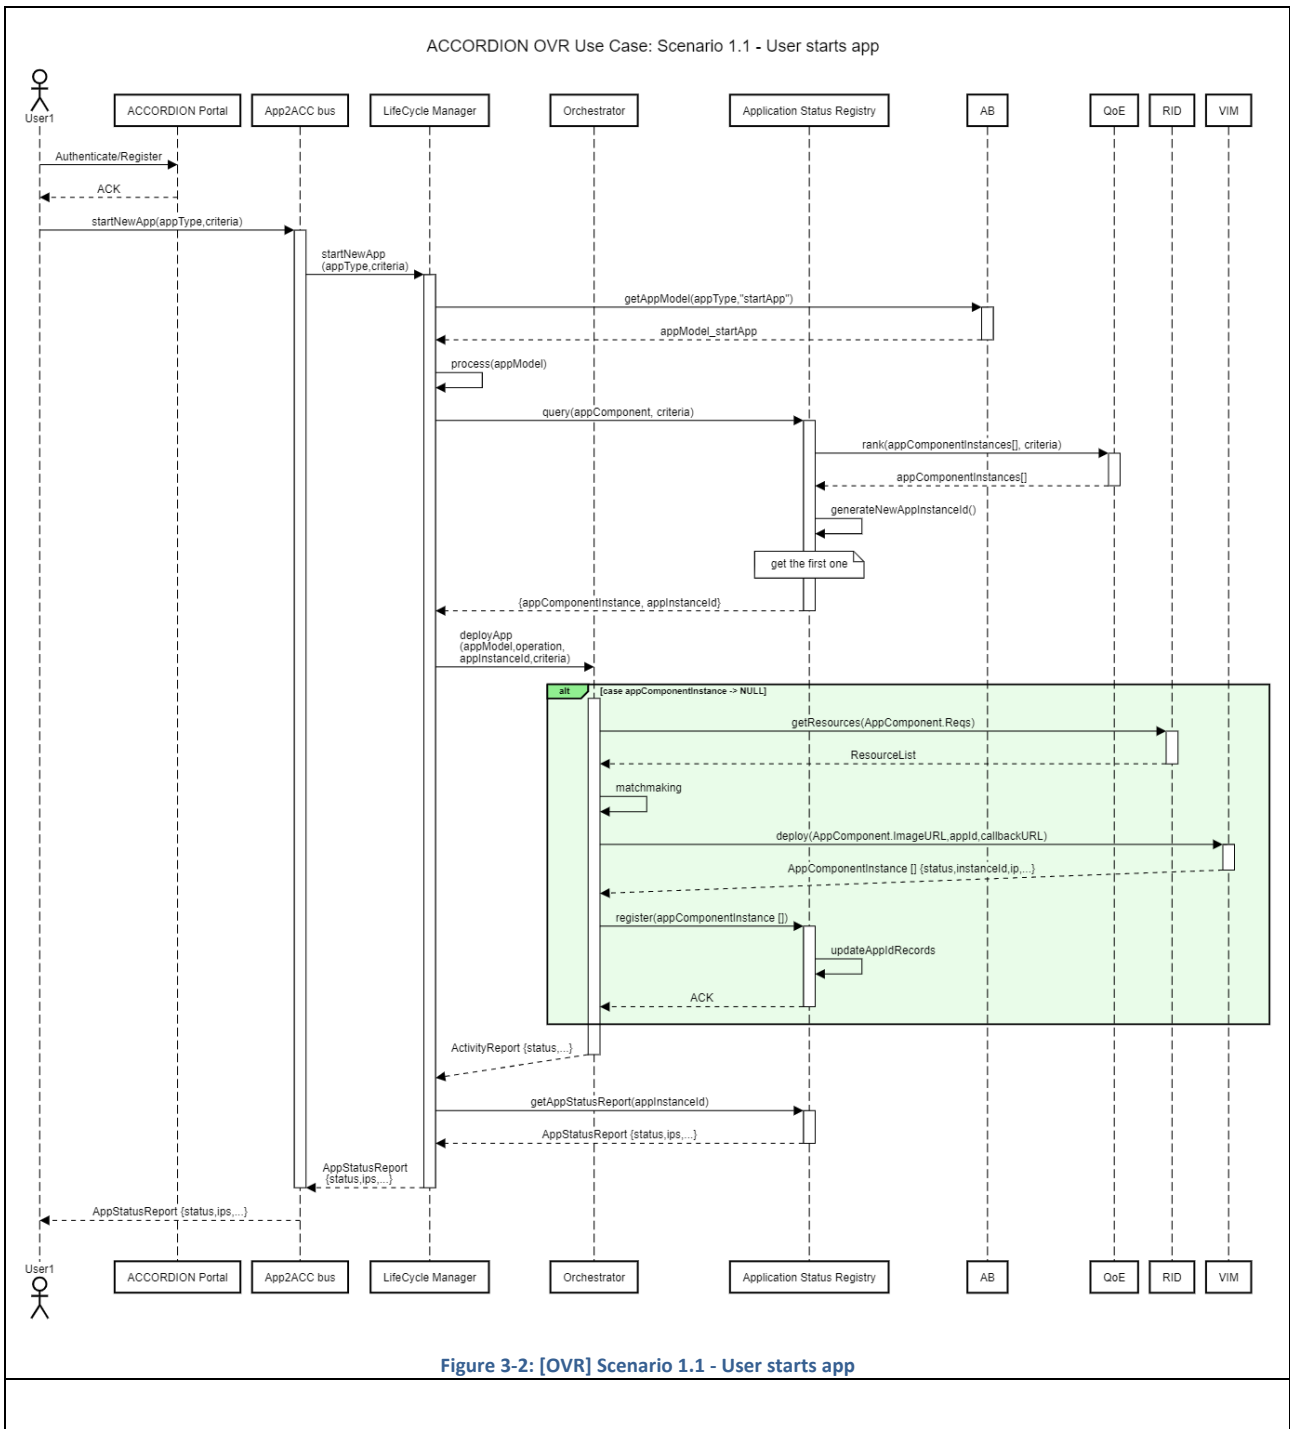 ACCORDION OVR Use Case: Scenario 1.1 - User starts app
User1
ACCORDION Portal
App2ACC bus
LifeCycle Manager
Orchestrator
Application Status Registry
AB
QoE
RID
VIM
Authenticate/Register
ACK
startNewApp(appType,criteria)
startNewApp
(appType,criteria)
getAppModel(appType,"startApp")
appModel_startApp
process(appModel)
query(appComponent, criteria)
rank(appComponentInstances[], criteria)
appComponentInstances[]
generateNewAppInstanceId()
get the first one
{appComponentInstance, appInstanceId}
deployApp
(appModel,operation,
appInstanceId,criteria)
alt
[case appComponentInstance -> NULL]
getResources(AppComponent.Reqs)
ResourceList
matchmaking
deploy(AppComponent.ImageURL,appId,callbackURL)
AppComponentInstance [] {status,instanceId,ip,...}
register(appComponentInstance [])
updateAppIdRecords
ACK
ActivityReport {status,...}
getAppStatusReport(appInstanceId)
AppStatusReport {status,ips,...}
AppStatusReport
{status,ips,...}
AppStatusReport {status,ips,...}
User1
ACCORDION Portal
App2ACC bus
LifeCycle Manager
Orchestrator
Application Status Registry
AB
QoE
RID
VIM
Figure 3-2: [OVR] Scenario 1.1 - User starts app